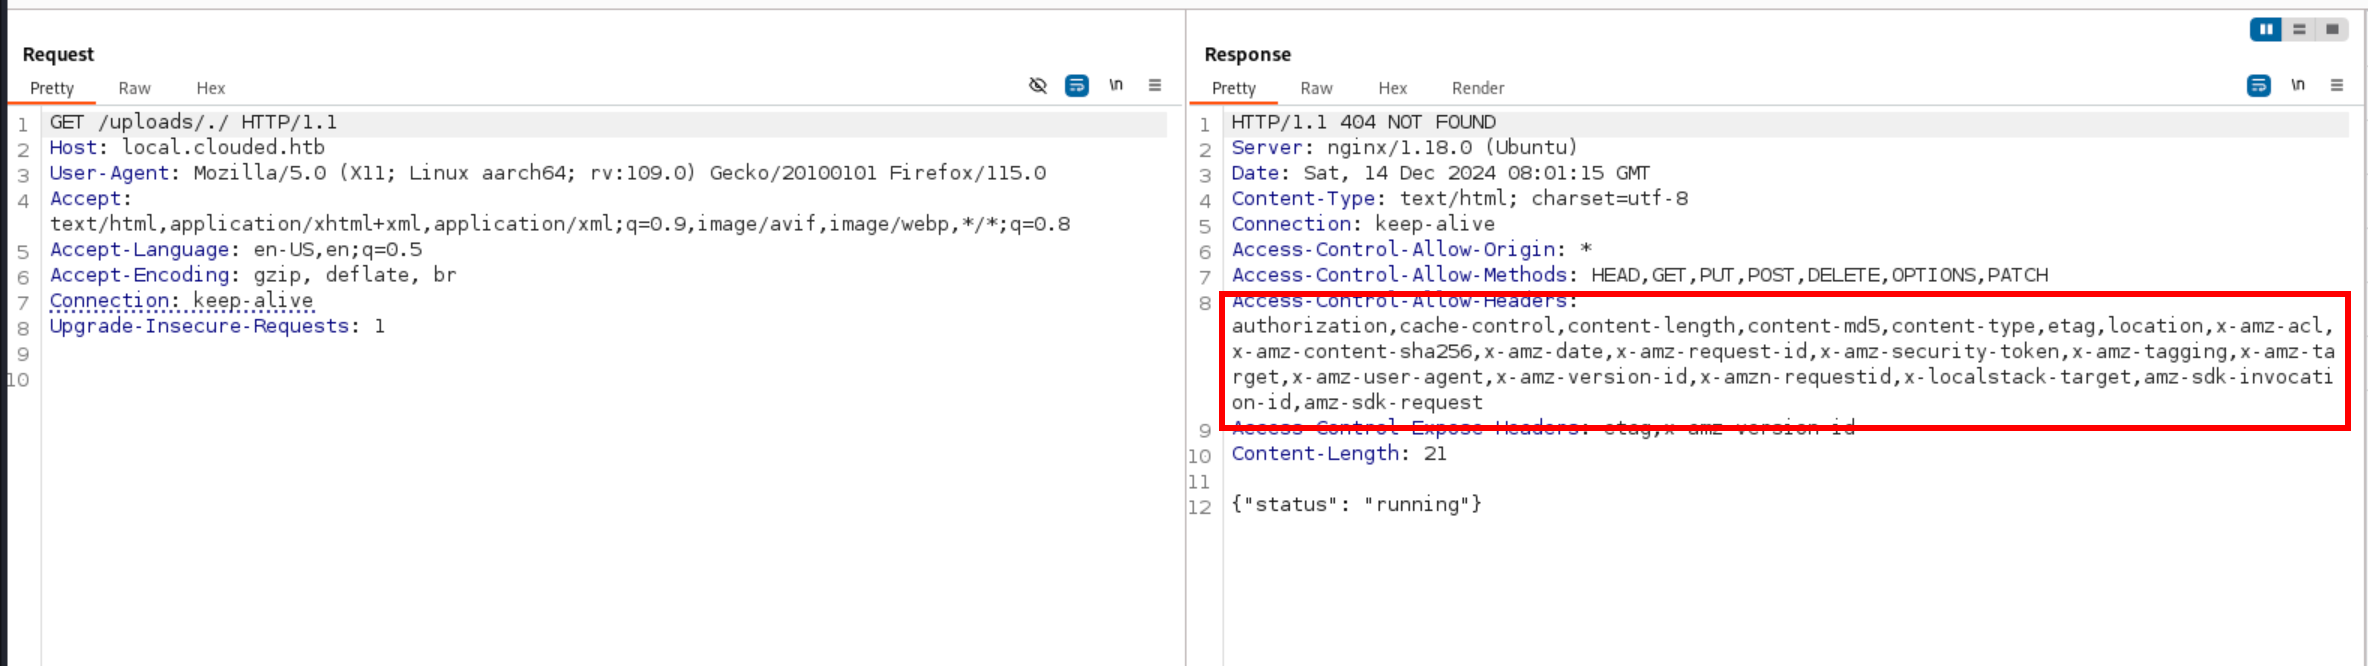 Request
Pretty Raw Hex
\n
1 GET /uploads/./ HTTP/1.1
2 Host: local.clouded.htb
3 User-Agent: Mozilla/5.0 (X11; Linux aarch64; rv:109.0) Gecko/20100101 Firefox/115.0
4 Accept:
text/html,application/xhtml+xml,application/xml;q=0.9,image/avif,image/webp,*/*;q=0.8
5 Accept-Language: en-US,en;q=0.5
6 Accept-Encoding: gzip, deflate, br
7 Connection: keep-alive
8 Upgrade-Insecure-Requests: 1
9
10
Response
Pretty Raw Hex Render
\n
1 HTTP/1.1 404 NOT FOUND
2 Server: nginx/1.18.0 (Ubuntu)
3 Date: Sat, 14 Dec 2024 08:01:15 GMT
4 Content-Type: text/html; charset=utf-8
5 Connection: keep-alive
6 Access-Control-Allow-Origin: *
7 Access-Control-Allow-Methods: HEAD,GET,PUT,POST,DELETE,OPTIONS,PATCH
8 Access-Control-Allow-Headers:
authorization,cache-control,content-length,content-md5,content-type,etag,location,x-amz-acl,
x-amz-content-sha256,x-amz-date,x-amz-request-id,x-amz-security-token,x-amz-tagging,x-amz-ta
rget,x-amz-user-agent,x-amz-version-id,x-amzn-requestid,x-localstack-target,amz-sdk-invocati
on-id,amz-sdk-request
9 Access-Control-Expose-Headers: etag,x-amz-version-id
10 Content-Length: 21
11
12 {"status": "running"}